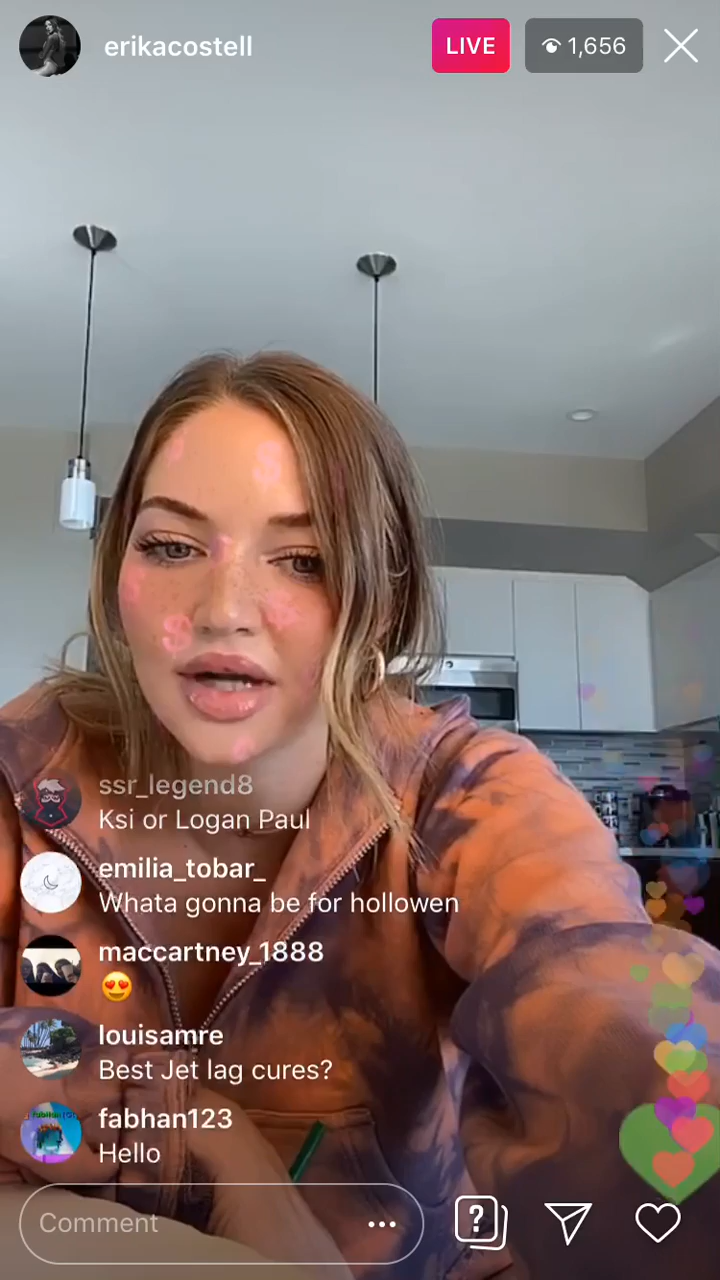 erikacostell
LIVE
1,656
ssr_legend8
Ksi or Logan Paul
emilia_tobar_
Whata gonna be for hollowen
maccartney_1888
😍
louisamre
Best Jet lag cures?
fabhan123
Hello
Comment